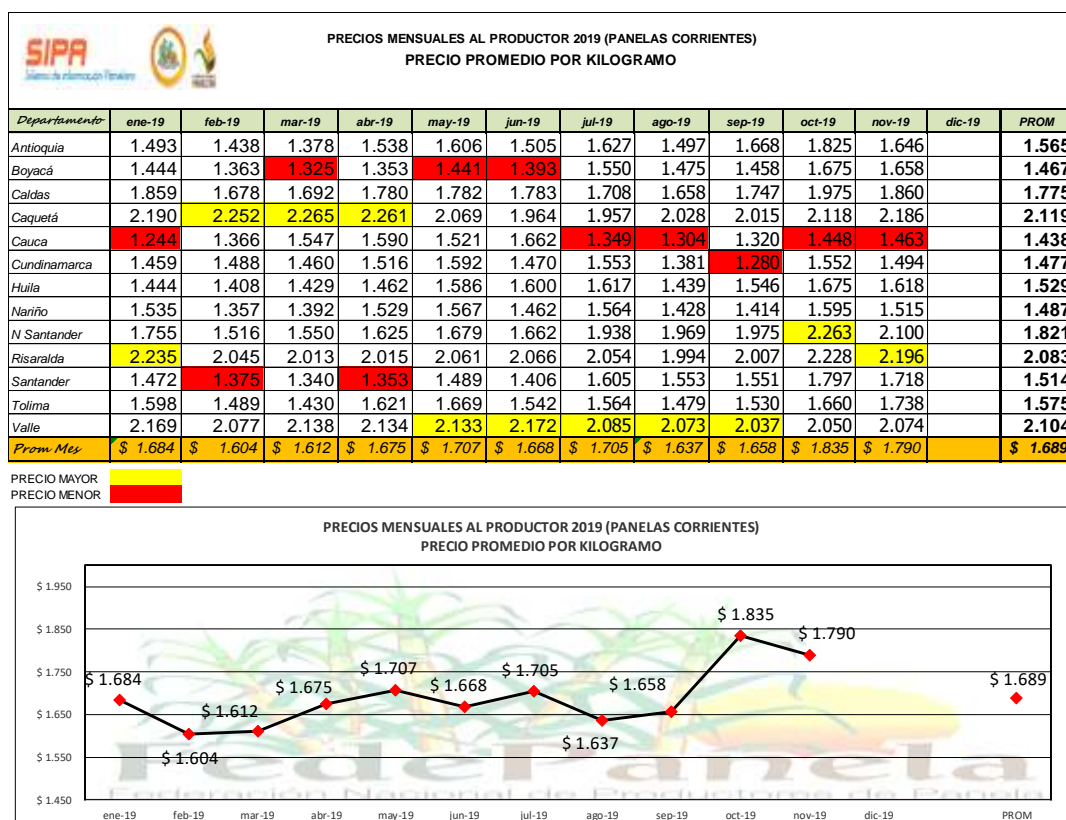 SIPA
Sistema de Información Panelero
PRECIOS MENSUALES AL PRODUCTOR 2019 (PANELAS CORRIENTES)
PRECIO PROMEDIO POR KILOGRAMO
Departamento ene-19 feb-19 mar-19 abr-19 may-19 jun-19 jul-19 ago-19 sep-19 oct-19 nov-19 dic-19 PROM
Antioquia 1.493 1.438 1.378 1.538 1.606 1.505 1.627 1.497 1.668 1.825 1.646 1.565
Boyacá 1.444 1.363 1.325 1.353 1.441 1.393 1.550 1.475 1.458 1.675 1.658 1.467
Caldas 1.859 1.678 1.692 1.780 1.782 1.783 1.708 1.658 1.747 1.975 1.860 1.775
Caquetá 2.190 2.252 2.265 2.261 2.069 1.964 1.957 2.028 2.015 2.118 2.186 2.119
Cauca 1.244 1.366 1.547 1.590 1.521 1.662 1.349 1.304 1.320 1.448 1.463 1.438
Cundinamarca 1.459 1.488 1.460 1.516 1.592 1.470 1.553 1.381 1.280 1.552 1.494 1.477
Huila 1.444 1.408 1.429 1.462 1.586 1.600 1.617 1.439 1.546 1.675 1.618 1.529
Nariño 1.535 1.357 1.392 1.529 1.567 1.462 1.564 1.428 1.414 1.595 1.515 1.487
N Santander 1.755 1.516 1.550 1.625 1.679 1.662 1.938 1.969 1.975 2.263 2.100 1.821
Risaralda 2.235 2.045 2.013 2.015 2.061 2.066 2.054 1.994 2.007 2.228 2.196 2.083
Santander 1.472 1.375 1.340 1.353 1.489 1.406 1.605 1.553 1.551 1.797 1.718 1.514
Tolima 1.598 1.489 1.430 1.621 1.669 1.542 1.564 1.479 1.530 1.660 1.738 1.575
Valle 2.169 2.077 2.138 2.134 2.133 2.172 2.085 2.073 2.037 2.050 2.074 2.104
Prom Mes $ 1.684 $ 1.604 $ 1.612 $ 1.675 $ 1.707 $ 1.668 $ 1.705 $ 1.637 $ 1.658 $ 1.835 $ 1.790 $ 1.689
PRECIO MAYOR
PRECIO MENOR
PRECIOS MENSUALES AL PRODUCTOR 2019 (PANELAS CORRIENTES)
PRECIO PROMEDIO POR KILOGRAMO
$ 1.950
$ 1.850
$ 1.750
$ 1.650
$ 1.550
$ 1.450
$ 1.684
$ 1.604
$ 1.612
$ 1.675
$ 1.707
$ 1.668
$ 1.705
$ 1.637
$ 1.658
$ 1.835
$ 1.790
$ 1.689
FedePanela
Federación Nacional de Productores de Panela
ene-19 feb-19 mar-19 abr-19 may-19 jun-19 jul-19 ago-19 sep-19 oct-19 nov-19 dic-19 PROM